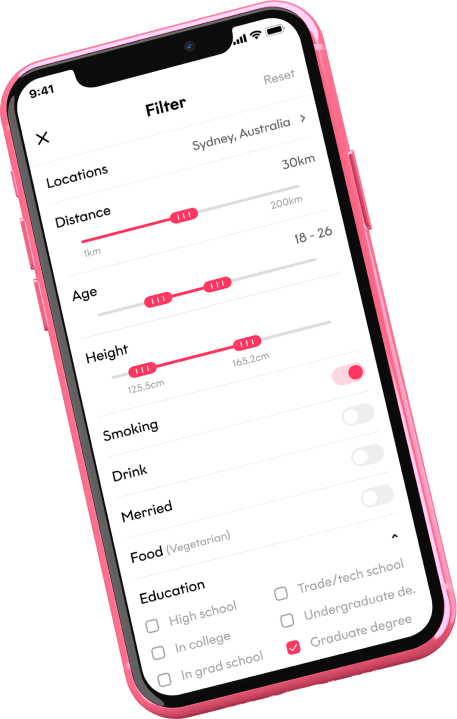 9:41
Filter
Reset
Locations
Sydney, Australia
Distance
30km
1km
200km
Age
18 - 26
Height
125.5cm
165.2cm
Smoking
Drink
Merried
Food (Vegetarian)
Education
High school
Trade/tech school
In college
Undergraduate de.
In grad school
Graduate degree